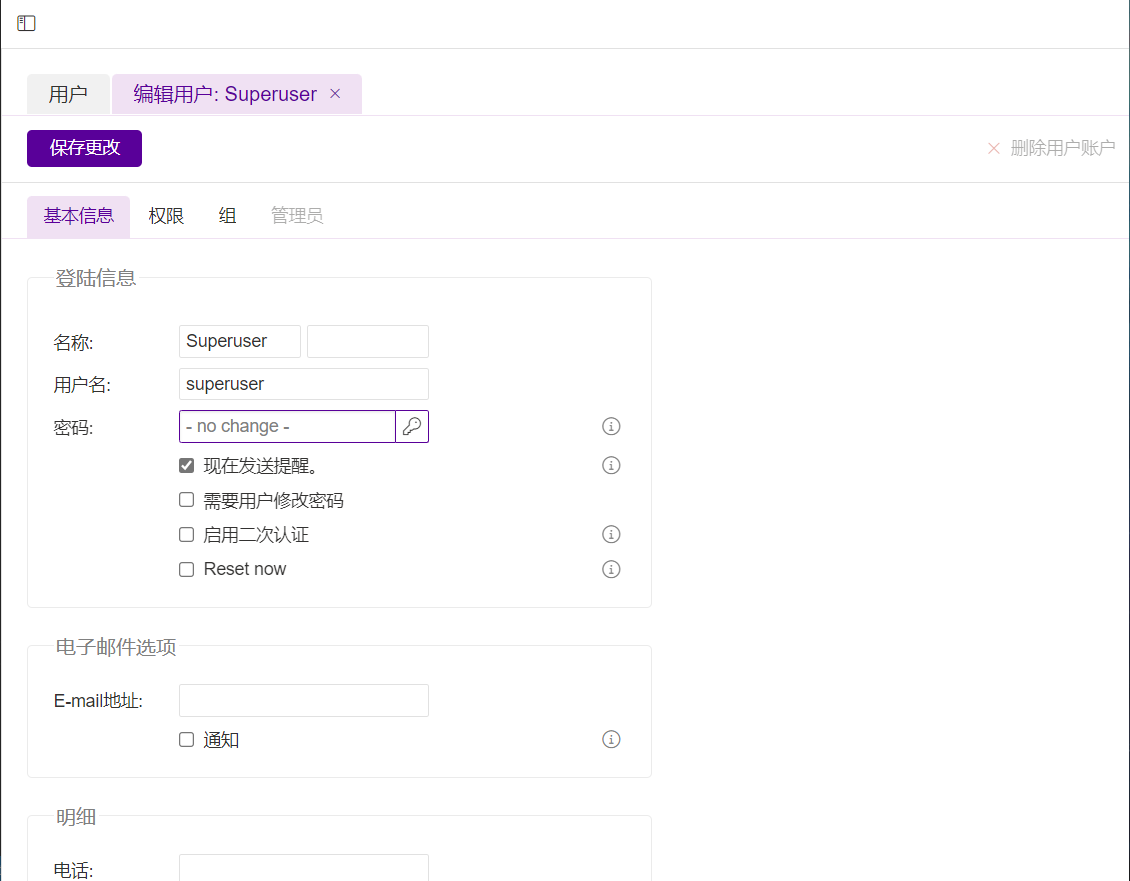 用户 编辑用户: Superuser ×
保存更改 × 删除用户账户
基本信息 权限 组 管理员
登陆信息
名称: Superuser
用户名: superuser
密码: - no change -
现在发送提醒。
需要用户修改密码
启用二次认证
Reset now
电子邮件选项
E-mail地址:
通知
明细
电话: